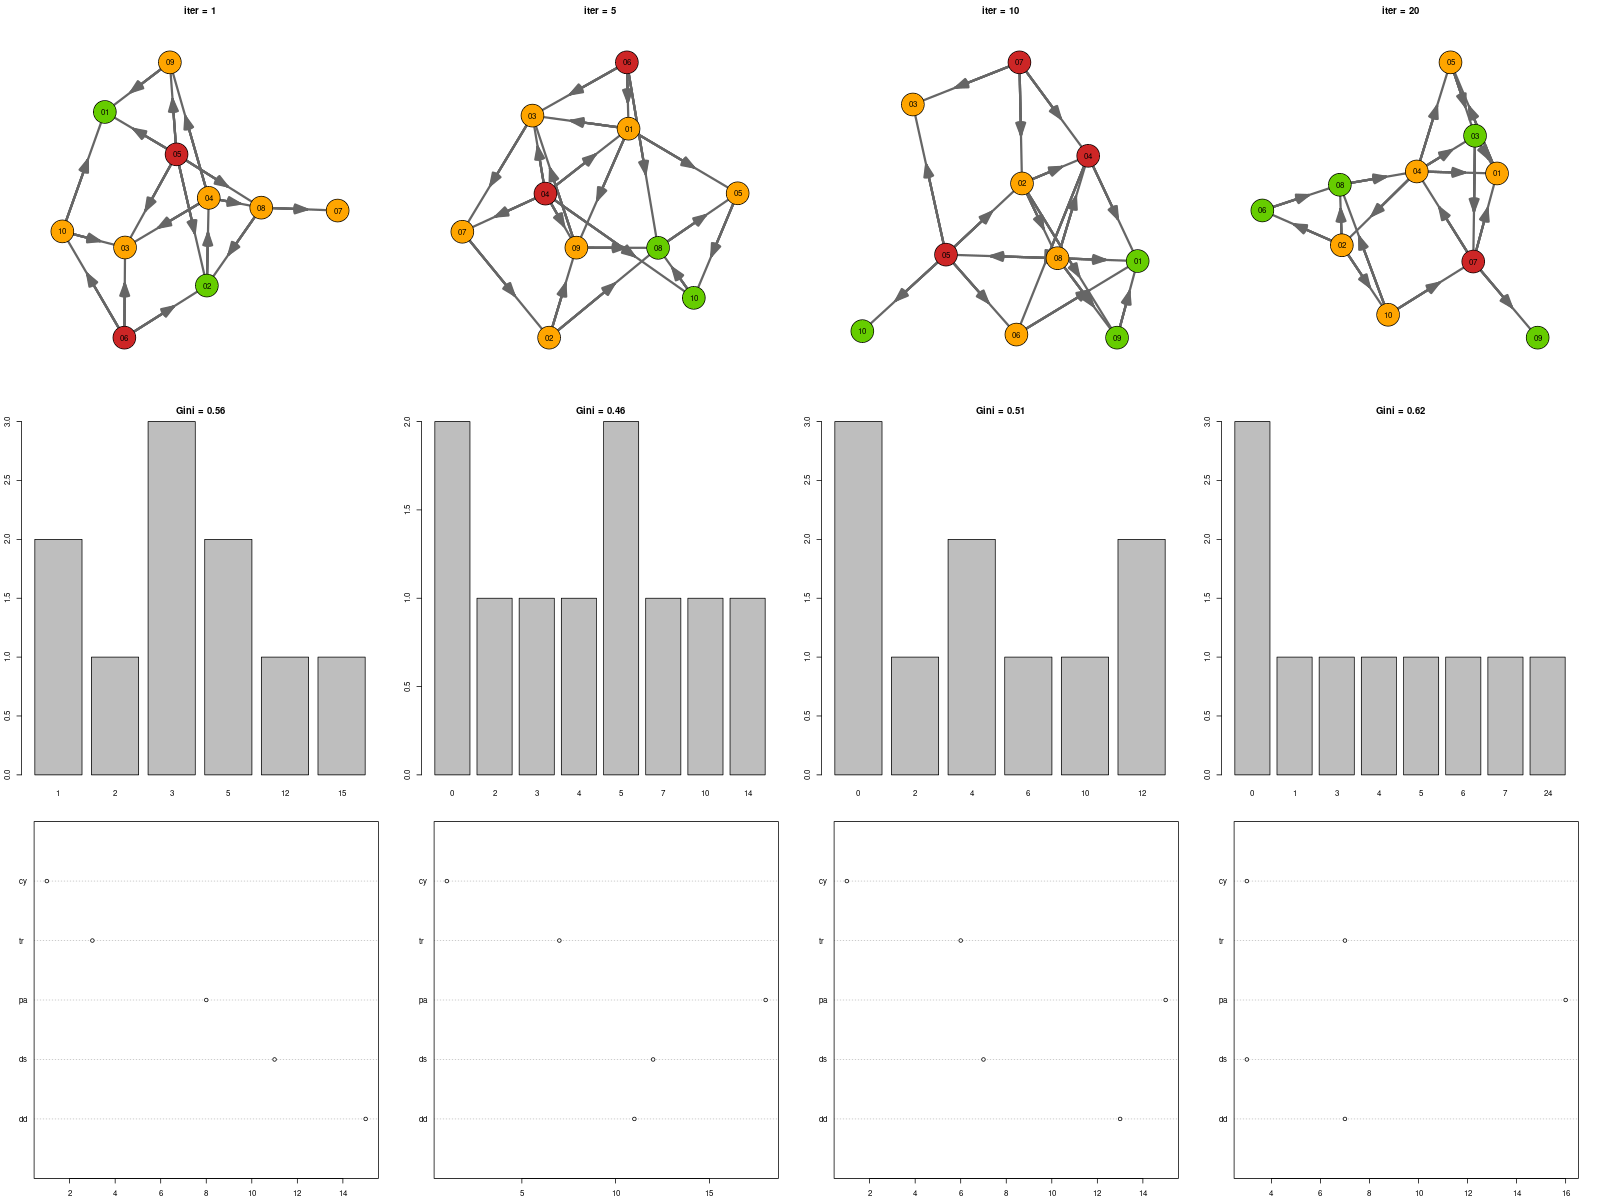 iter = 1
iter = 5
iter = 10
iter = 20
09
01
05
04
08
07
10
03
02
06
06
03
01
04
05
07
09
08
10
02
07
03
04
02
05
08
01
10
06
09
05
03
04
01
08
06
02
07
10
09
Gini = 0.56
Gini = 0.46
Gini = 0.51
Gini = 0.62
3.0
2.5
2.0
1.5
1.0
0.5
0.0
1 2 3 5 12 15
2.0
1.5
1.0
0.5
0.0
0 2 3 4 5 7 10 14
3.0
2.5
2.0
1.5
1.0
0.5
0.0
0 2 4 6 10 12
3.0
2.5
2.0
1.5
1.0
0.5
0.0
0 1 3 4 5 6 7 24
cy
tr
pa
ds
dd
2 4 6 8 10 12 14
cy
tr
pa
ds
dd
5 10 15
cy
tr
pa
ds
dd
2 4 6 8 10 12 14
cy
tr
pa
ds
dd
4 6 8 10 12 14 16